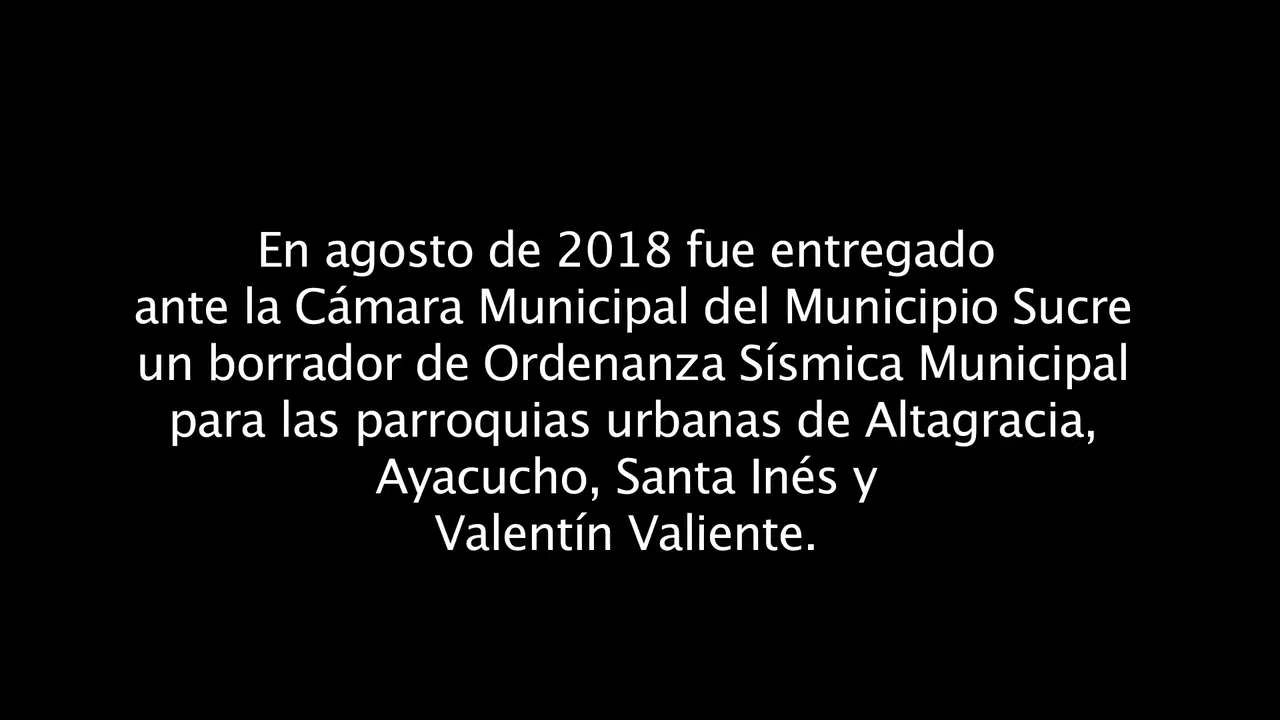 En agosto de 2018 fue entregado
ante la Cámara Municipal del Municipio Sucre
un borrador de Ordenanza Sísmica Municipal
para las parroquias urbanas de Altagracia,
Ayacucho, Santa Inés y
Valentín Valiente.